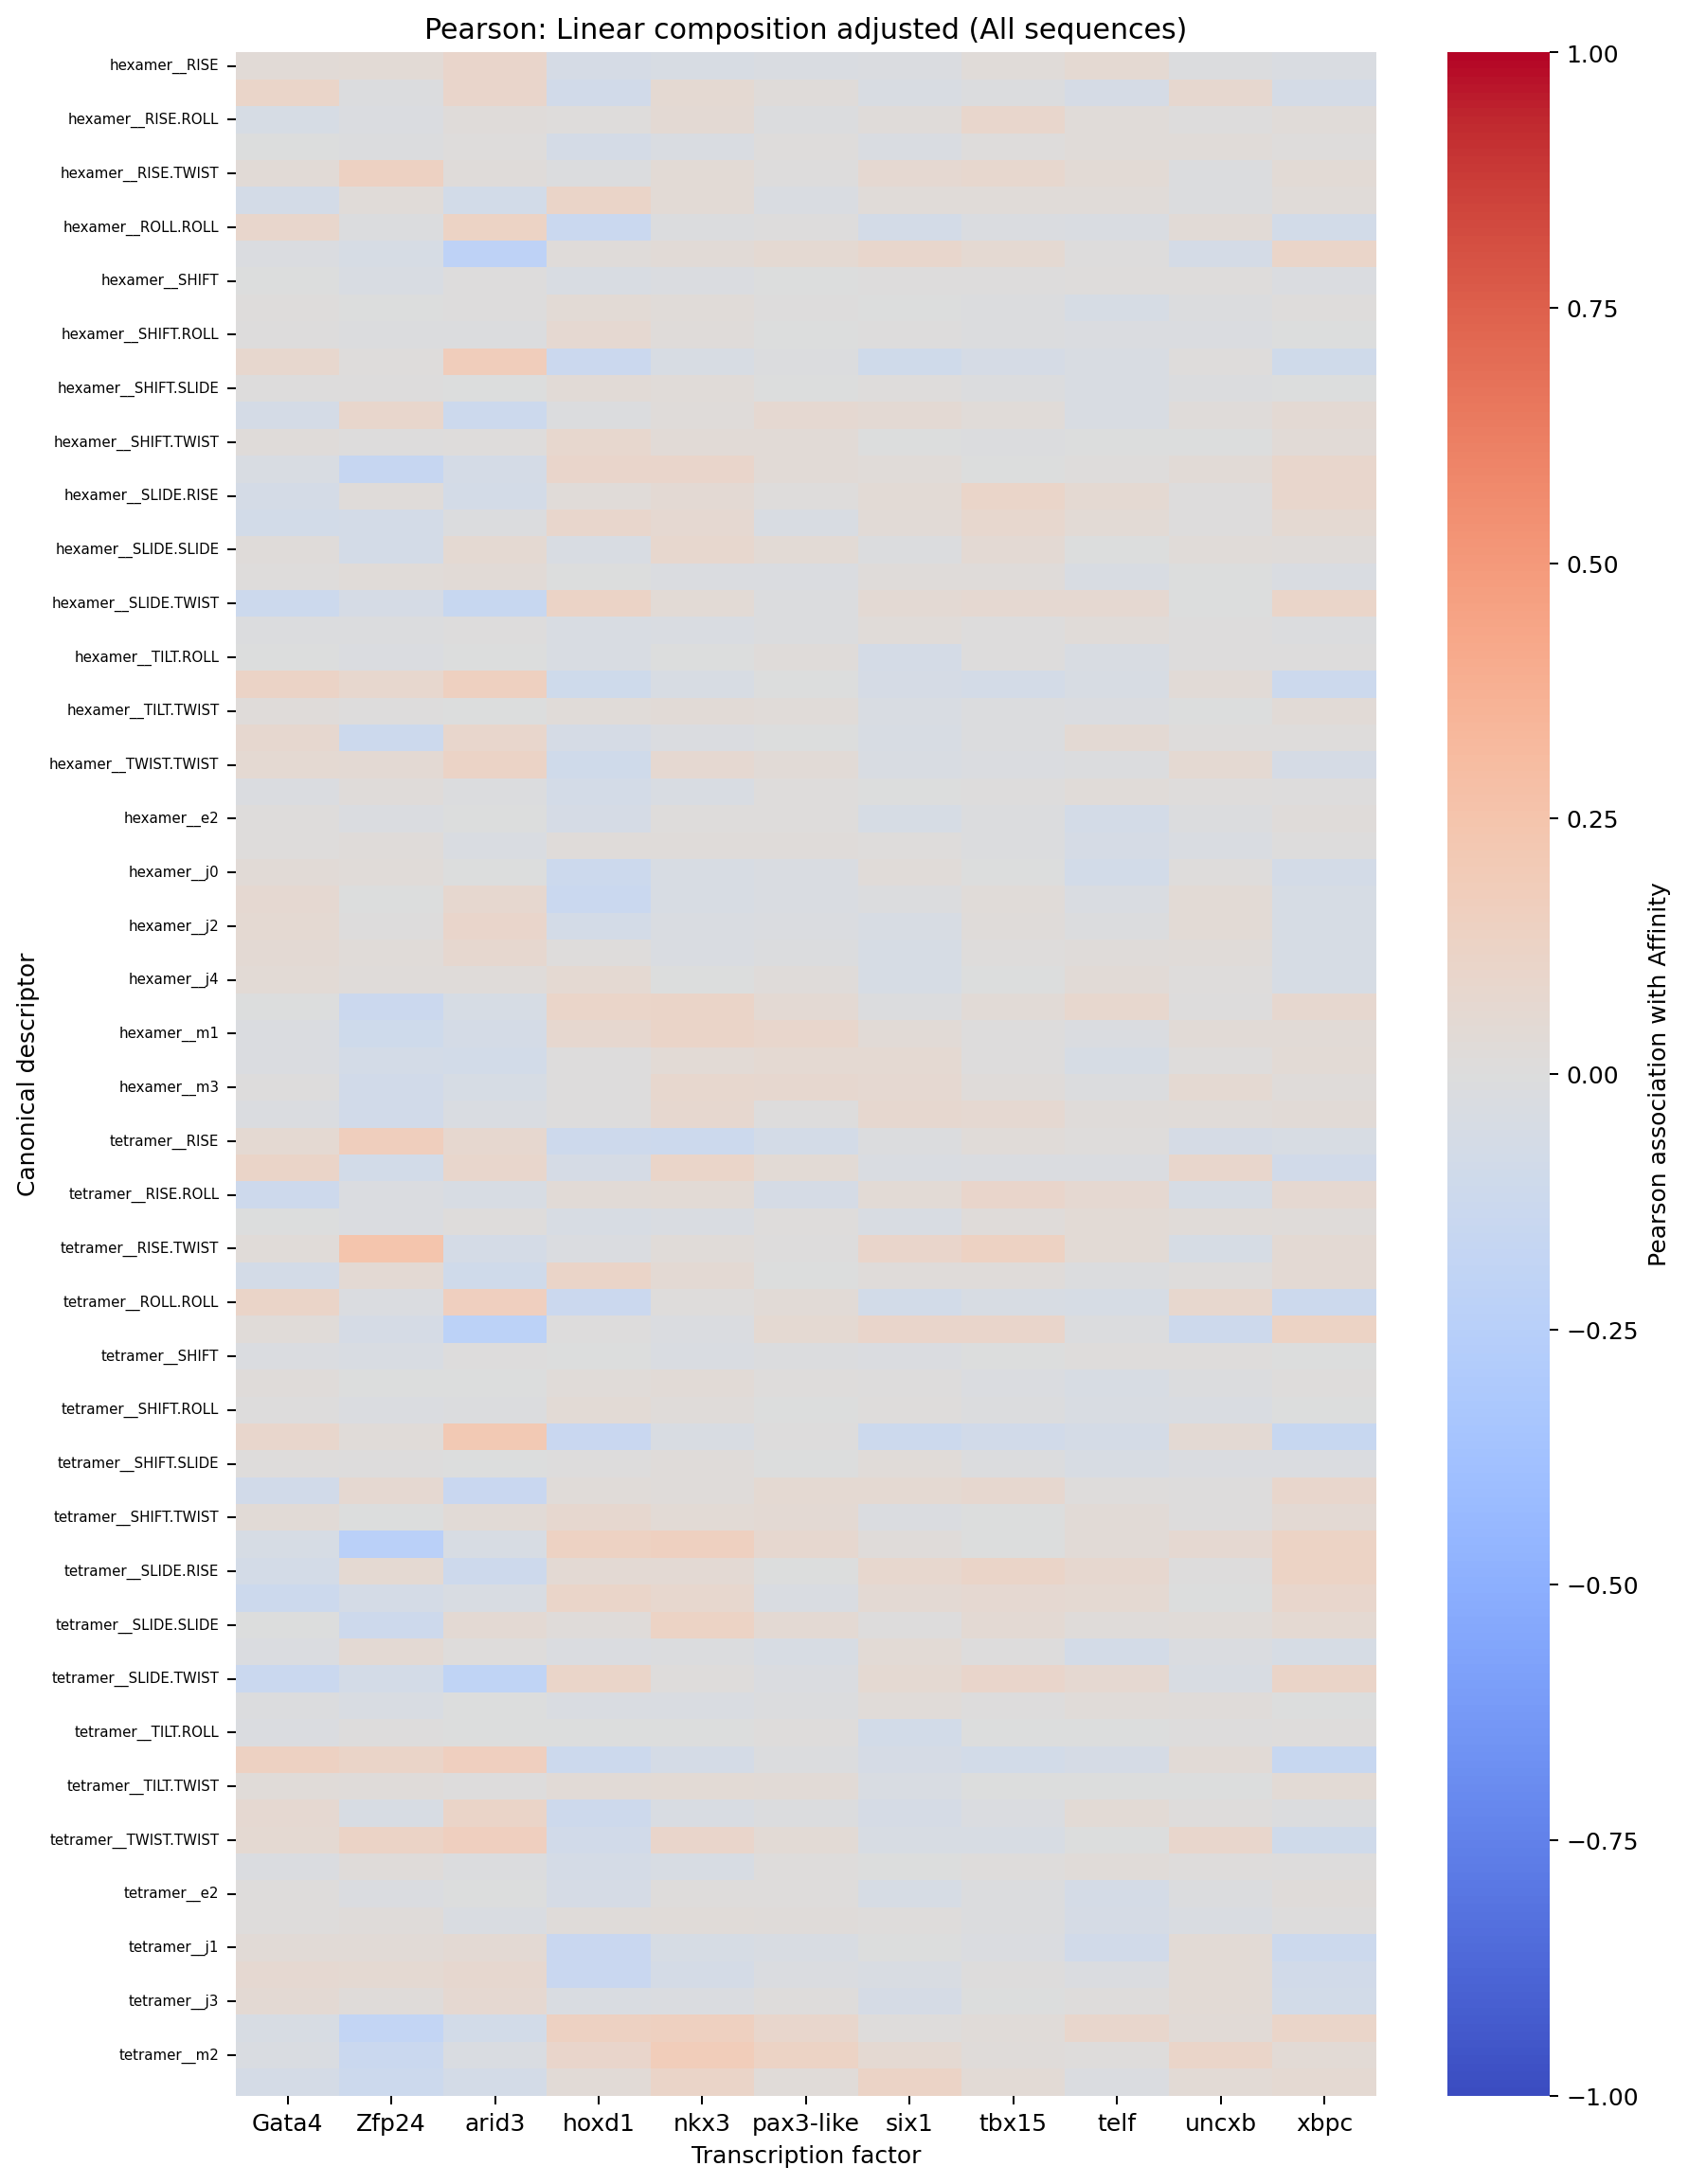 Pearson: Linear composition adjusted (All sequences)
hexamer__RISE
hexamer__RISE.ROLL
hexamer__RISE.TWIST
hexamer__ROLL.ROLL
hexamer__SHIFT
hexamer__SHIFT.ROLL
hexamer__SHIFT.SLIDE
hexamer__SHIFT.TWIST
hexamer__SLIDE.RISE
hexamer__SLIDE.SLIDE
hexamer__SLIDE.TWIST
hexamer__TILT.ROLL
hexamer__TILT.TWIST
hexamer__TWIST.TWIST
hexamer__e2
hexamer__j0
hexamer__j2
hexamer__j4
hexamer__m1
hexamer__m3
tetramer__RISE
tetramer__RISE.ROLL
tetramer__RISE.TWIST
tetramer__ROLL.ROLL
tetramer__SHIFT
tetramer__SHIFT.ROLL
tetramer__SHIFT.SLIDE
tetramer__SHIFT.TWIST
tetramer__SLIDE.RISE
tetramer__SLIDE.SLIDE
tetramer__SLIDE.TWIST
tetramer__TILT.ROLL
tetramer__TILT.TWIST
tetramer__TWIST.TWIST
tetramer__e2
tetramer__j1
tetramer__j3
tetramer__m2
Canonical descriptor
Gata4 Zfp24 arid3 hoxd1 nkx3 pax3-like six1 tbx15 telf uncxb xbpc
Transcription factor
1.00
0.75
0.50
0.25
0.00
−0.25
−0.50
−0.75
−1.00
Pearson association with Affinity